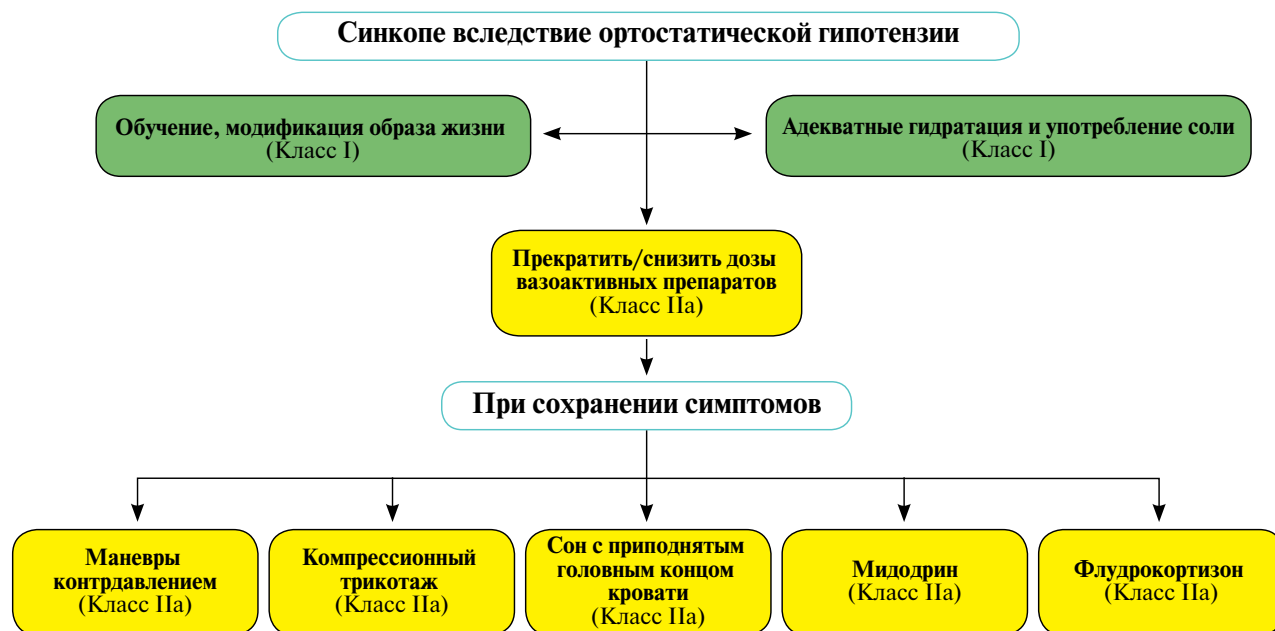 Синкопе вследствие ортостатической гипотензии
Обучение, модификация образа жизни
(Класс I)
Адекватные гидратация и употребление соли
(Класс I)
Прекратить/снизить дозы
вазоактивных препаратов
(Класс IIa)
При сохранении симптомов
Маневры
контрдавлением
(Класс IIa)
Компрессионный
трикотаж
(Класс IIa)
Сон с приподнятым
головным концом
кровати
(Класс IIa)
Мидодрин
(Класс IIa)
Флудрокортизон
(Класс IIa)